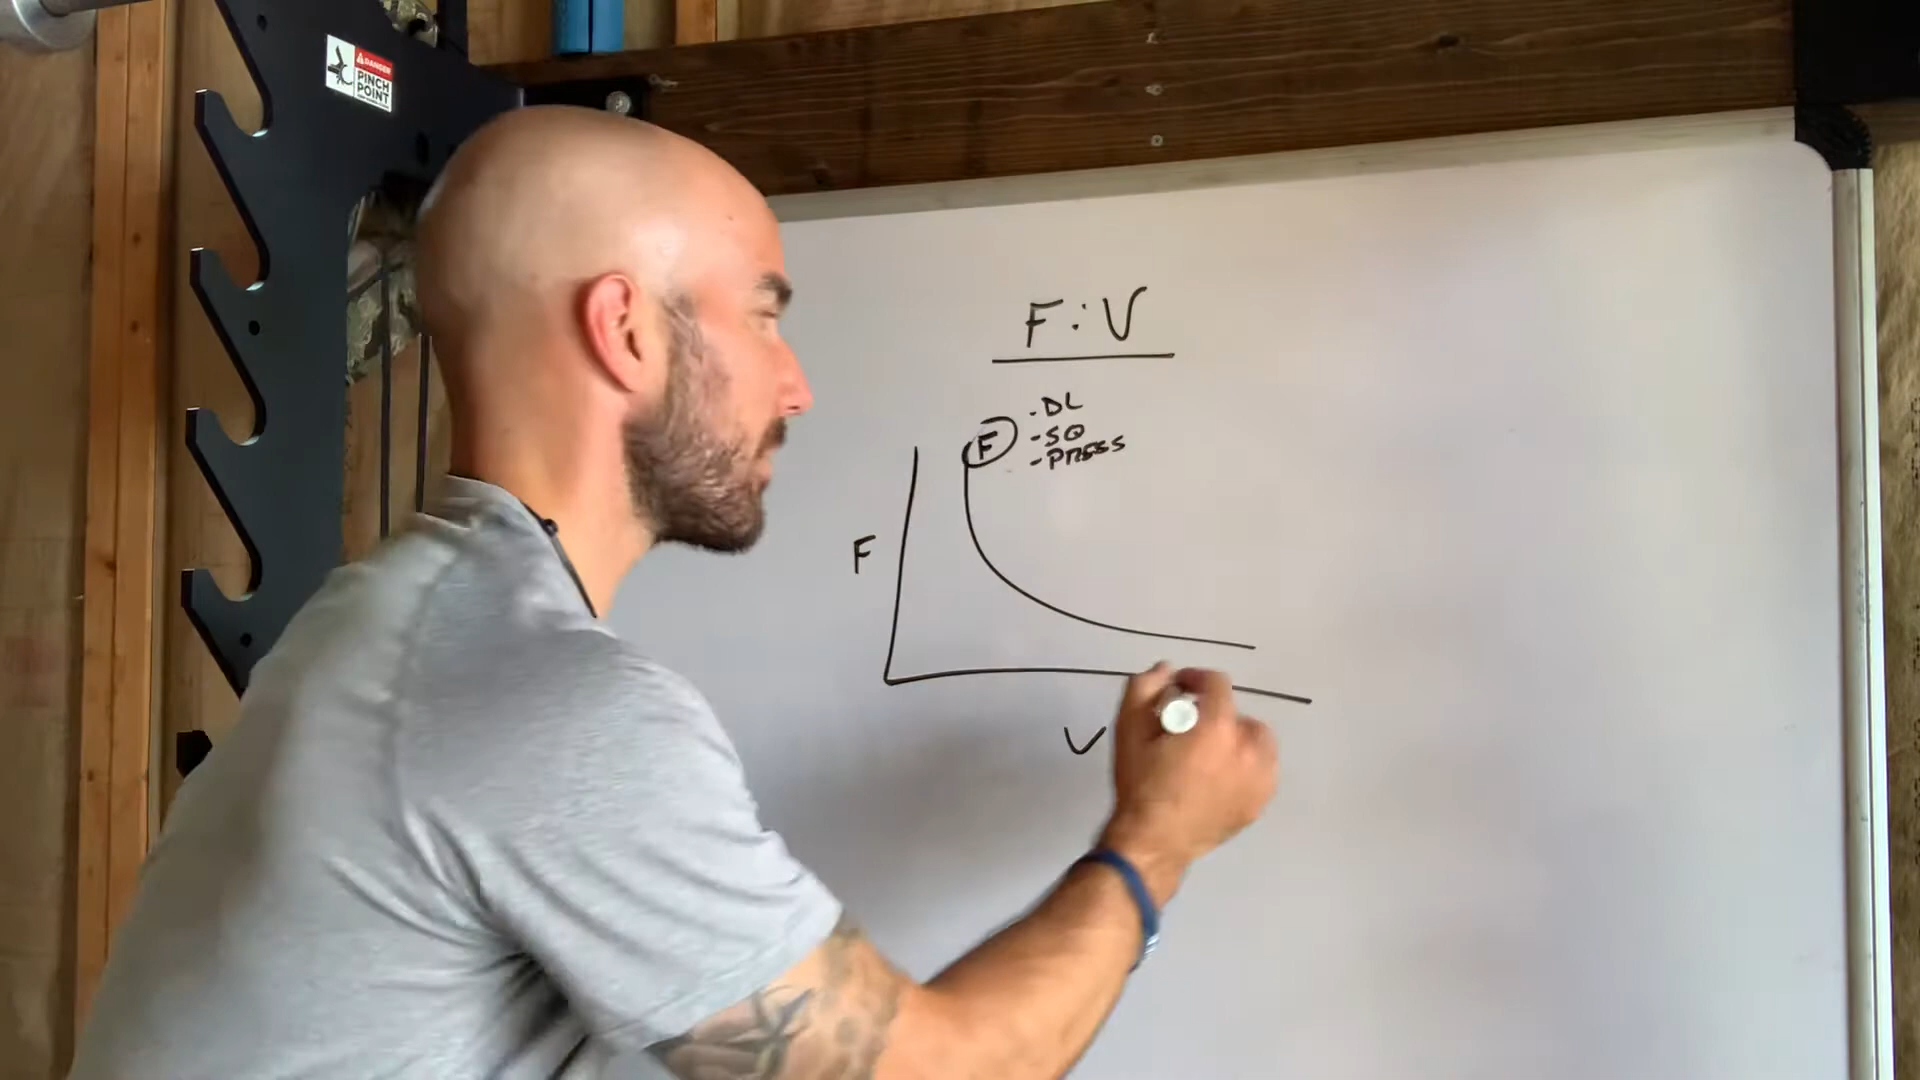 DANGER
PINCH
POINT
F:V
F
- DL
- SQ
- PRESS
F
V